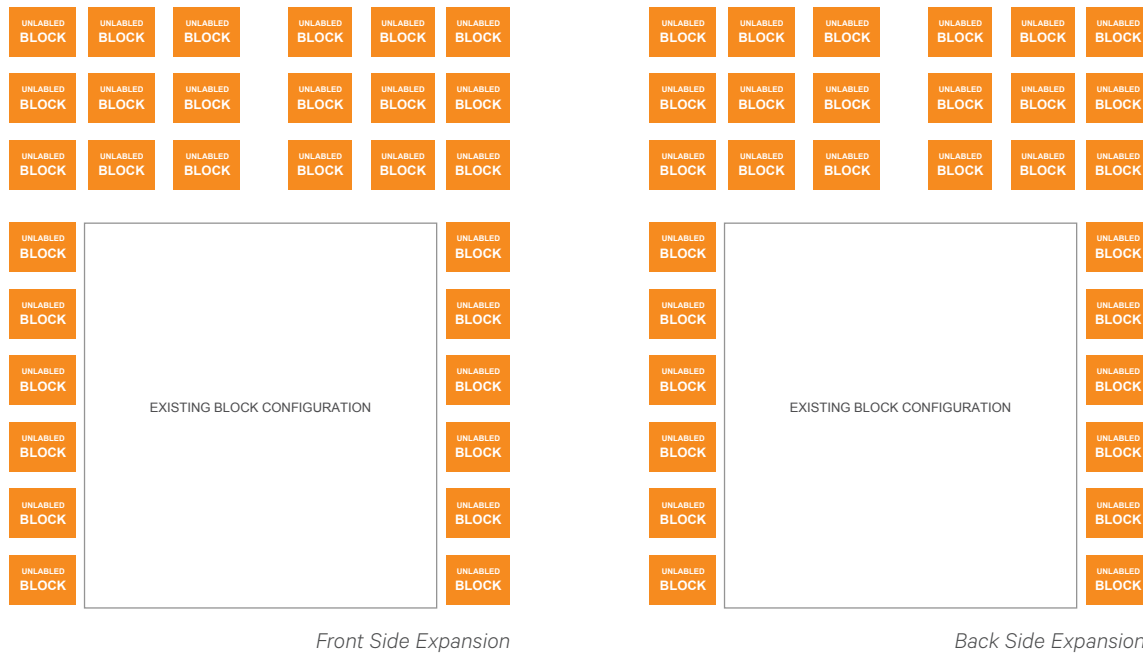 UNLABLED UNLABLED UNLABLED UNLABLED UNLABLED UNLABLED UNLABLED UNLABLED UNLABLED UNLABLED UNLABLED UNLABLED
BLOCK BLOCK BLOCK BLOCK BLOCK BLOCK BLOCK BLOCK BLOCK BLOCK BLOCK BLOCK
UNLABLED UNLABLED UNLABLED UNLABLED UNLABLED UNLABLED UNLABLED UNLABLED UNLABLED UNLABLED UNLABLED UNLABLED
BLOCK BLOCK BLOCK BLOCK BLOCK BLOCK BLOCK BLOCK BLOCK BLOCK BLOCK BLOCK
UNLABLED UNLABLED UNLABLED UNLABLED UNLABLED UNLABLED UNLABLED UNLABLED UNLABLED UNLABLED UNLABLED UNLABLED
BLOCK BLOCK BLOCK BLOCK BLOCK BLOCK BLOCK BLOCK BLOCK BLOCK BLOCK BLOCK
UNLABLED UNLABLED UNLABLED UNLABLED
BLOCK BLOCK BLOCK BLOCK
UNLABLED UNLABLED UNLABLED UNLABLED
BLOCK BLOCK BLOCK BLOCK
UNLABLED UNLABLED UNLABLED UNLABLED
BLOCK BLOCK BLOCK BLOCK
EXISTING BLOCK CONFIGURATION EXISTING BLOCK CONFIGURATION
UNLABLED UNLABLED UNLABLED UNLABLED
BLOCK BLOCK BLOCK BLOCK
UNLABLED UNLABLED UNLABLED UNLABLED
BLOCK BLOCK BLOCK BLOCK
UNLABLED UNLABLED UNLABLED UNLABLED
BLOCK BLOCK BLOCK BLOCK
Front Side Expansion Back Side Expansion